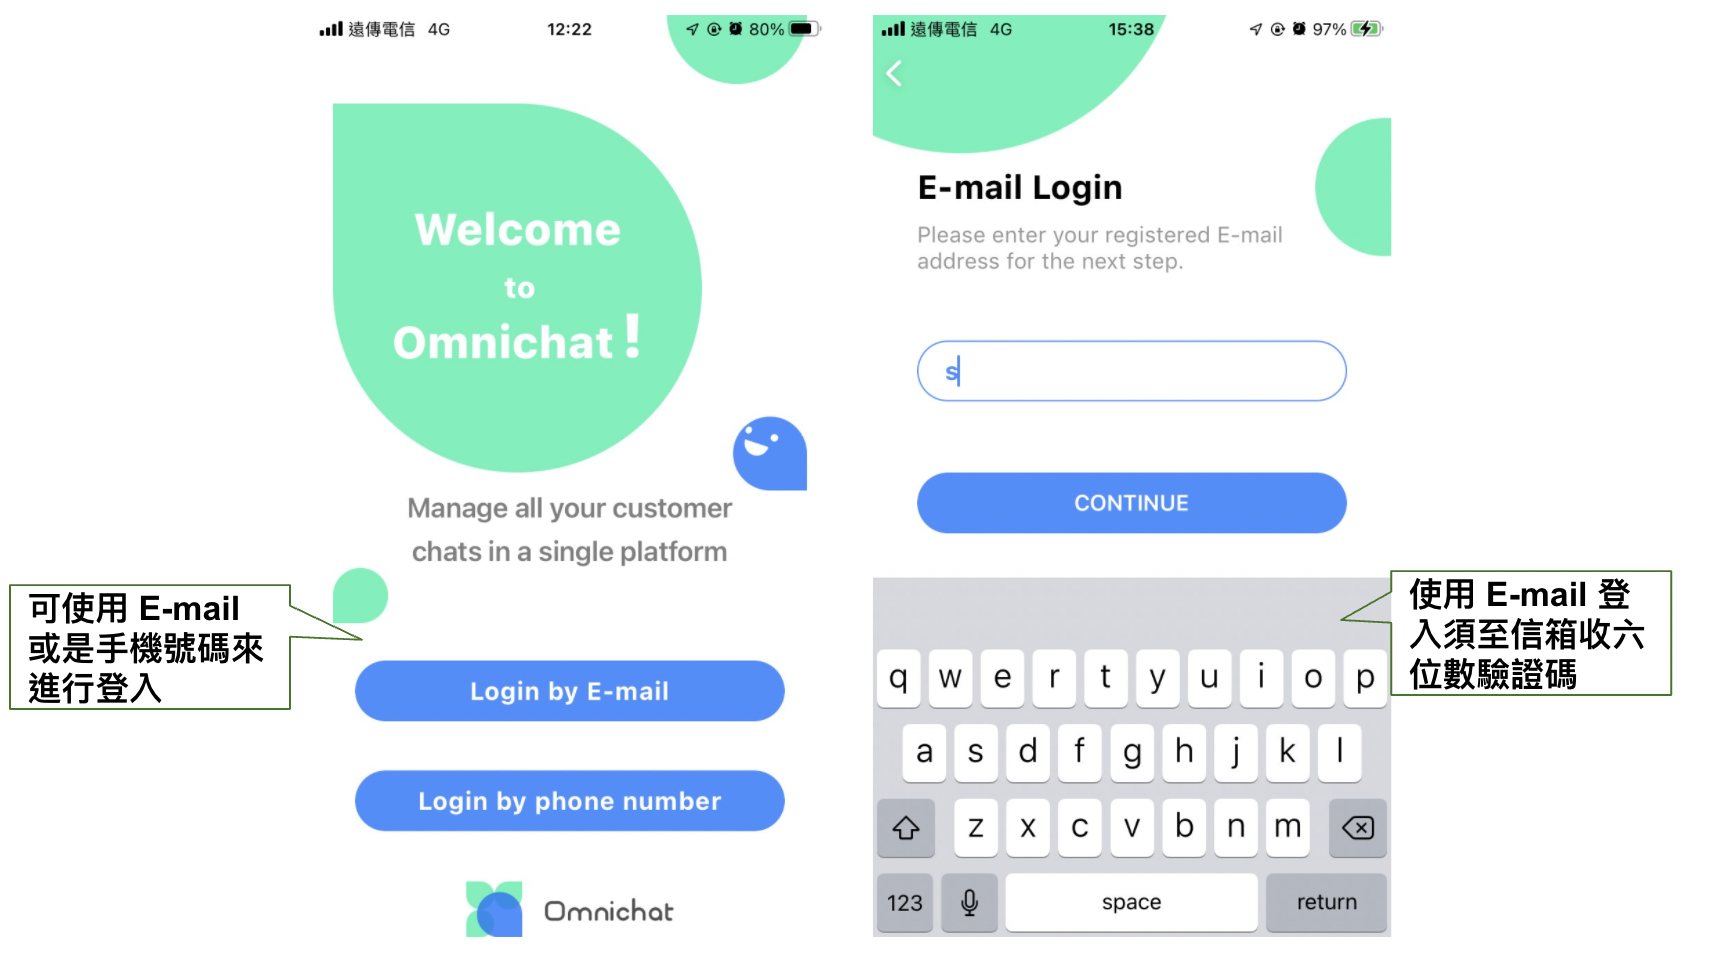 遠傳電信 4G
12:22
80%
Welcome
to
Omnichat!
Manage all your customer
chats in a single platform
可使用 E-mail
或是手機號碼來
進行登入
Login by E-mail
Login by phone number
Omnichat
遠傳電信 4G
15:38
97%
E-mail Login
Please enter your registered E-mail
address for the next step.
s
CONTINUE
使用 E-mail 登
入須至信箱收六
位數驗證碼
q w e r t y u i o p
a s d f g h j k l
z x c v b n m
123 space return